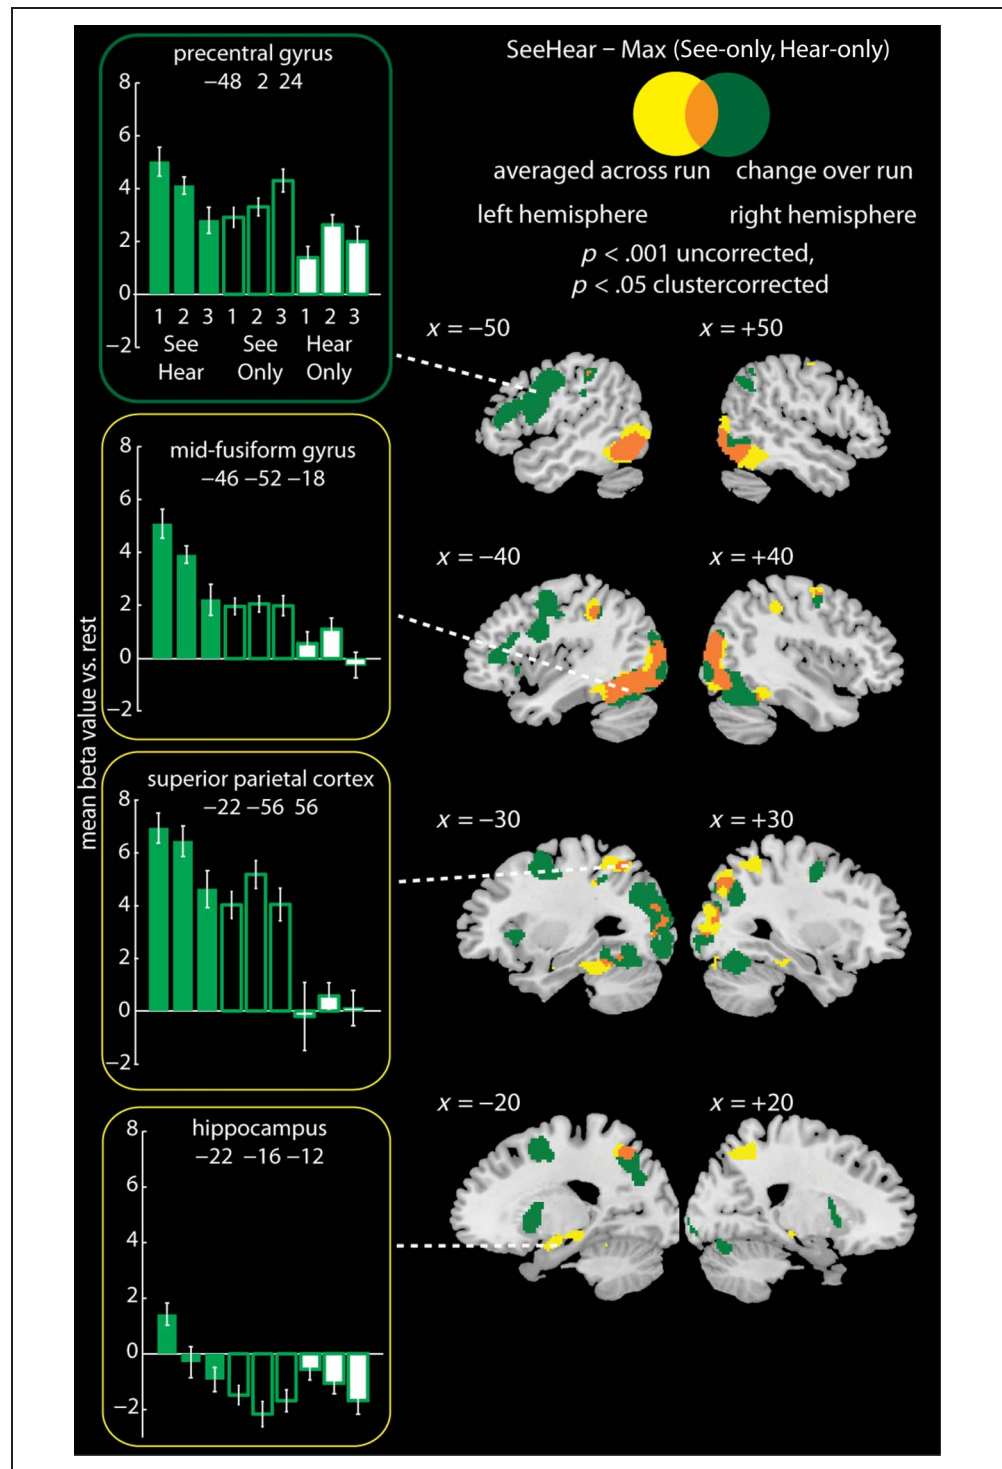 precentral gyrus
−48 2 24
8
6
4
2
0
−2
1 2 3 1 2 3 1 2 3
See See Hear
Hear Only Only
SeeHear – Max (See-only, Hear-only)
averaged across run change over run
left hemisphere right hemisphere
p < .001 uncorrected,
p < .05 clustercorrected
x = −50 x = +50
mean beta value vs. rest
mid-fusiform gyrus
−46 −52 −18
8
6
4
2
0
−2
x = −40 x = +40
superior parietal cortex
−22 −56 56
8
6
4
2
0
−2
x = −30 x = +30
hippocampus
−22 −16 −12
8
6
4
2
0
−2
x = −20 x = +20